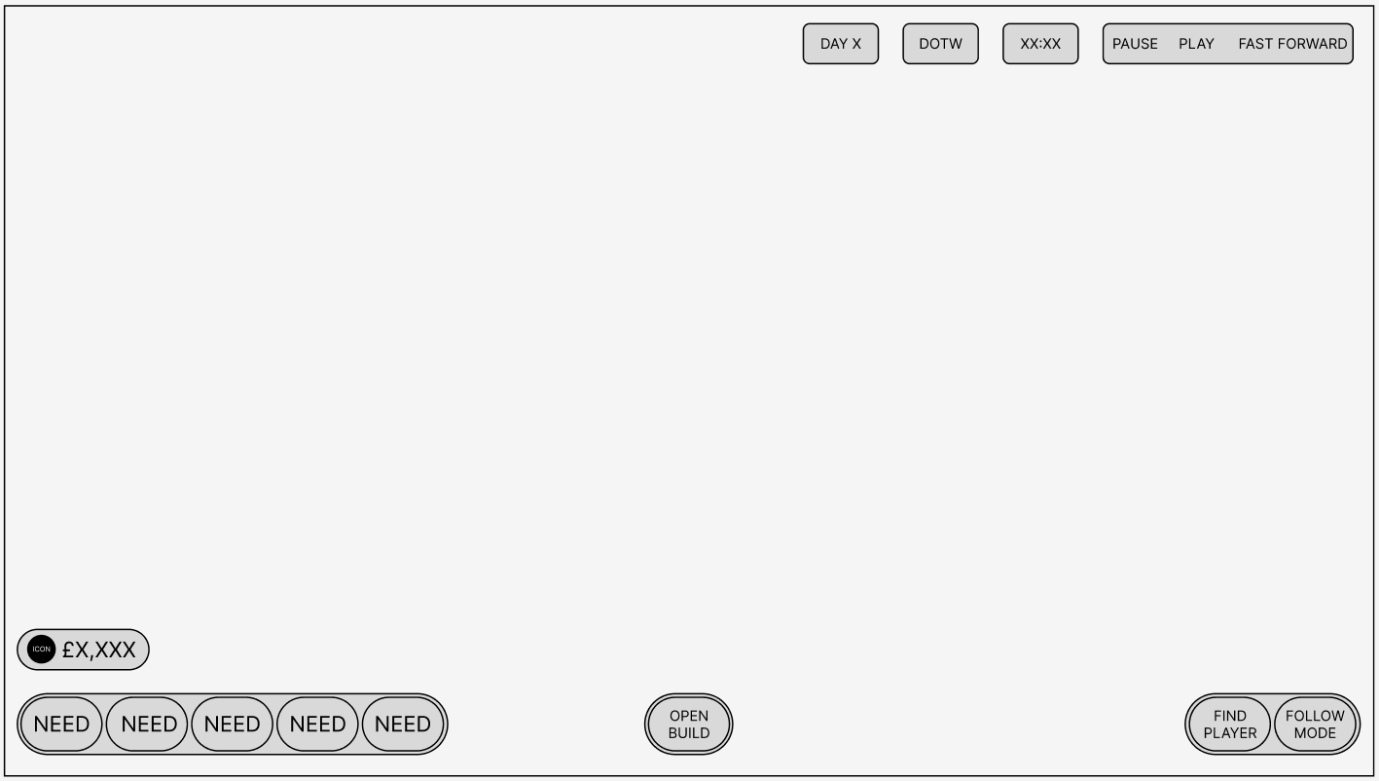 DAY X
DOTW
XX:XX
PAUSE PLAY FAST FORWARD
ICON £X,XXX
NEED NEED NEED NEED NEED
OPEN
BUILD
FIND
PLAYER
FOLLOW
MODE